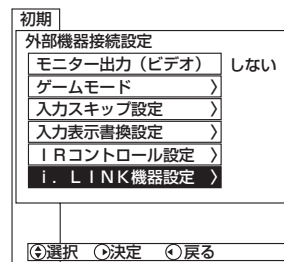 初期
外部機器接続設定
モニター出力（ビデオ） しない
ゲームモード 〉
入力スキップ設定 〉
入力表示書換設定 〉
ＩＲコントロール設定 〉
ｉ．ＬＩＮＫ機器設定 〉
選択 決定 戻る